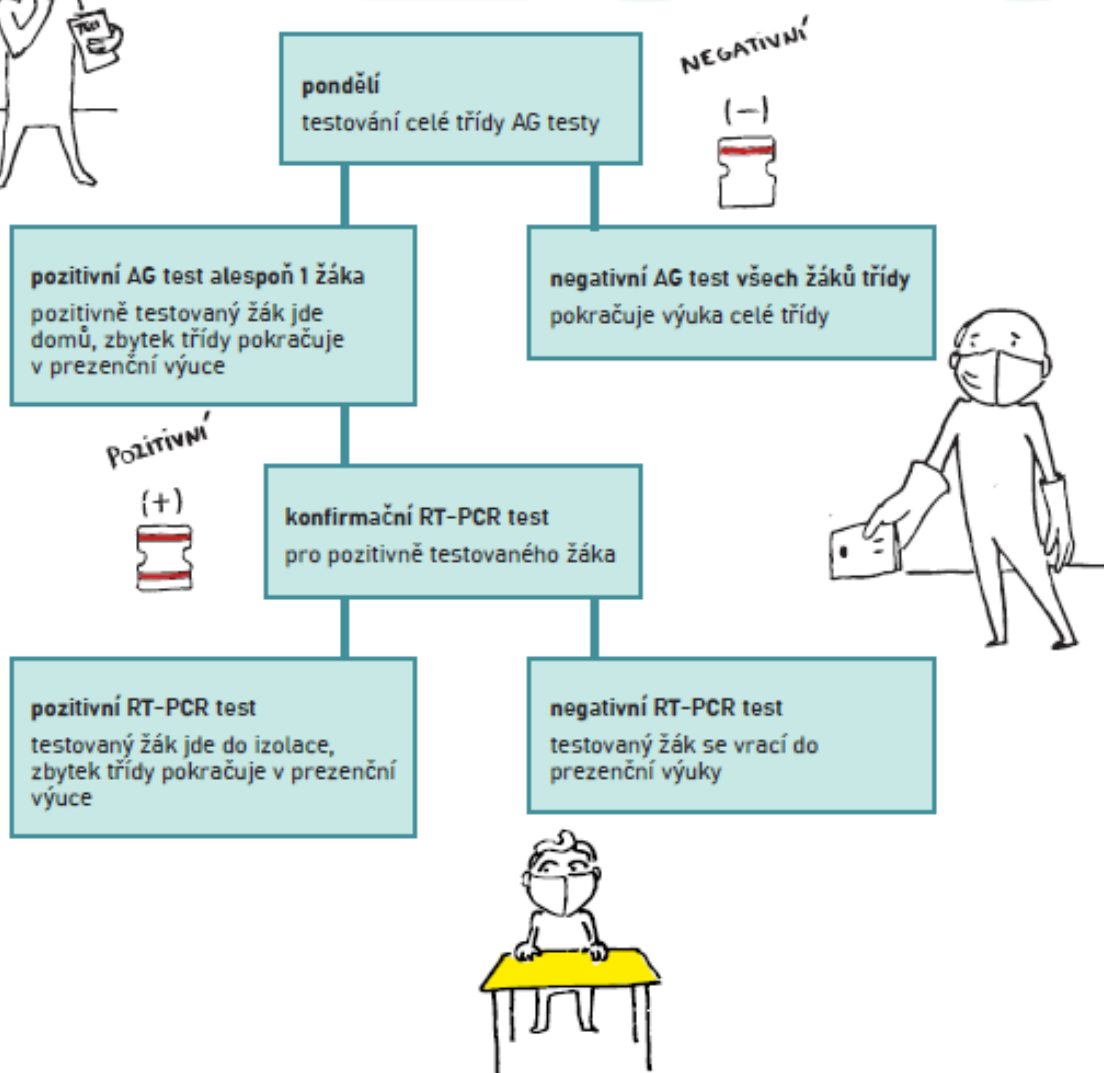 TEST
NEGATIVNÍ
(-)
pondělí
testování celé třídy AG testy
pozitivní AG test alespoň 1 žáka
pozitivně testovaný žák jde
domů, zbytek třídy pokračuje
v prezenční výuce
negativní AG test všech žáků třídy
pokračuje výuka celé třídy
POZITIVNÍ
(+)
konfirmační RT-PCR test
pro pozitivně testovaného žáka
pozitivní RT-PCR test
testovaný žák jde do izolace,
zbytek třídy pokračuje v prezenční
výuce
negativní RT-PCR test
testovaný žák se vrací do
prezenční výuky